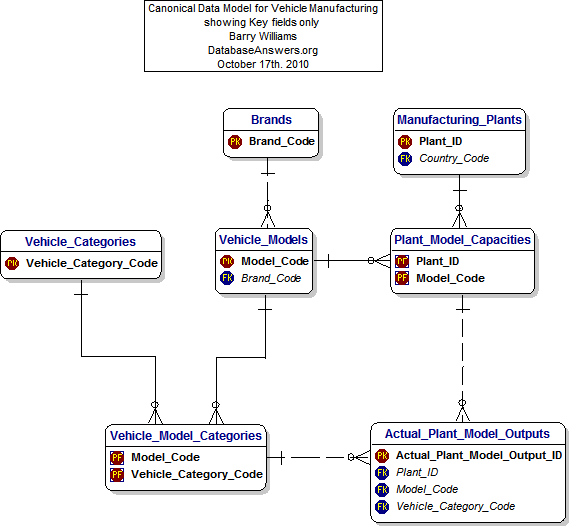 Canonical Data Model for Vehicle Manufacturing
showing Key fields only
Barry Williams
DatabaseAnswers.org
October 17th. 2010
Brands
PK Brand_Code
Manufacturing_Plants
PK Plant_ID
FK Country_Code
Vehicle_Categories
PK Vehicle_Category_Code
Vehicle_Models
PK Model_Code
FK Brand_Code
Plant_Model_Capacities
PF Plant_ID
PF Model_Code
Vehicle_Model_Categories
PF Model_Code
PF Vehicle_Category_Code
Actual_Plant_Model_Outputs
PK Actual_Plant_Model_Output_ID
FK Plant_ID
FK Model_Code
FK Vehicle_Category_Code